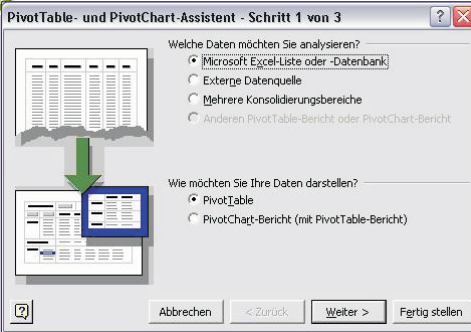 PivotTable- und PivotChart-Assistent - Schritt 1 von 3
Welche Daten möchten Sie analysieren?
Microsoft Excel-Liste oder -Datenbank
Externe Datenquelle
Mehrere Konsolidierungsbereiche
Anderen PivotTable-Bericht oder PivotChart-Bericht
Wie möchten Sie Ihre Daten darstellen?
PivotTable
PivotChart-Bericht (mit PivotTable-Bericht)
Abbrechen
< Zurück
Weiter >
Fertig stellen